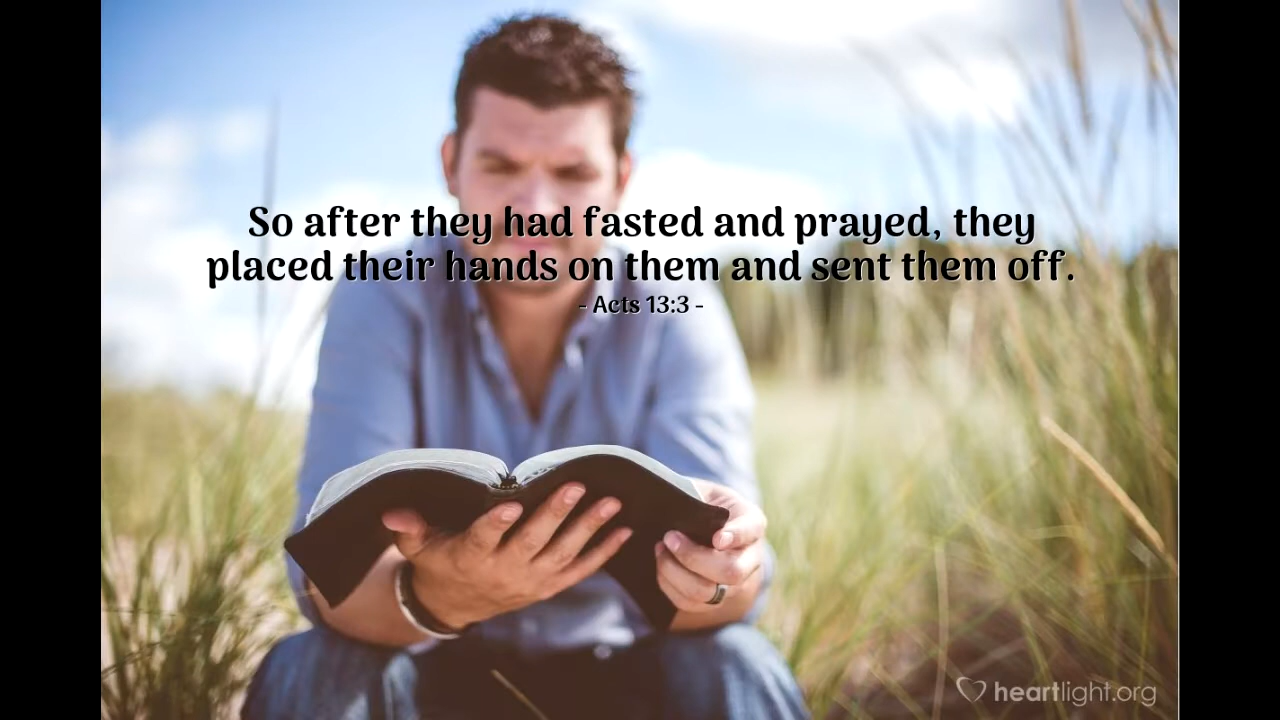 So after they had fasted and prayed, they
placed their hands on them and sent them off.
- Acts 13:3 -
heartlight.org